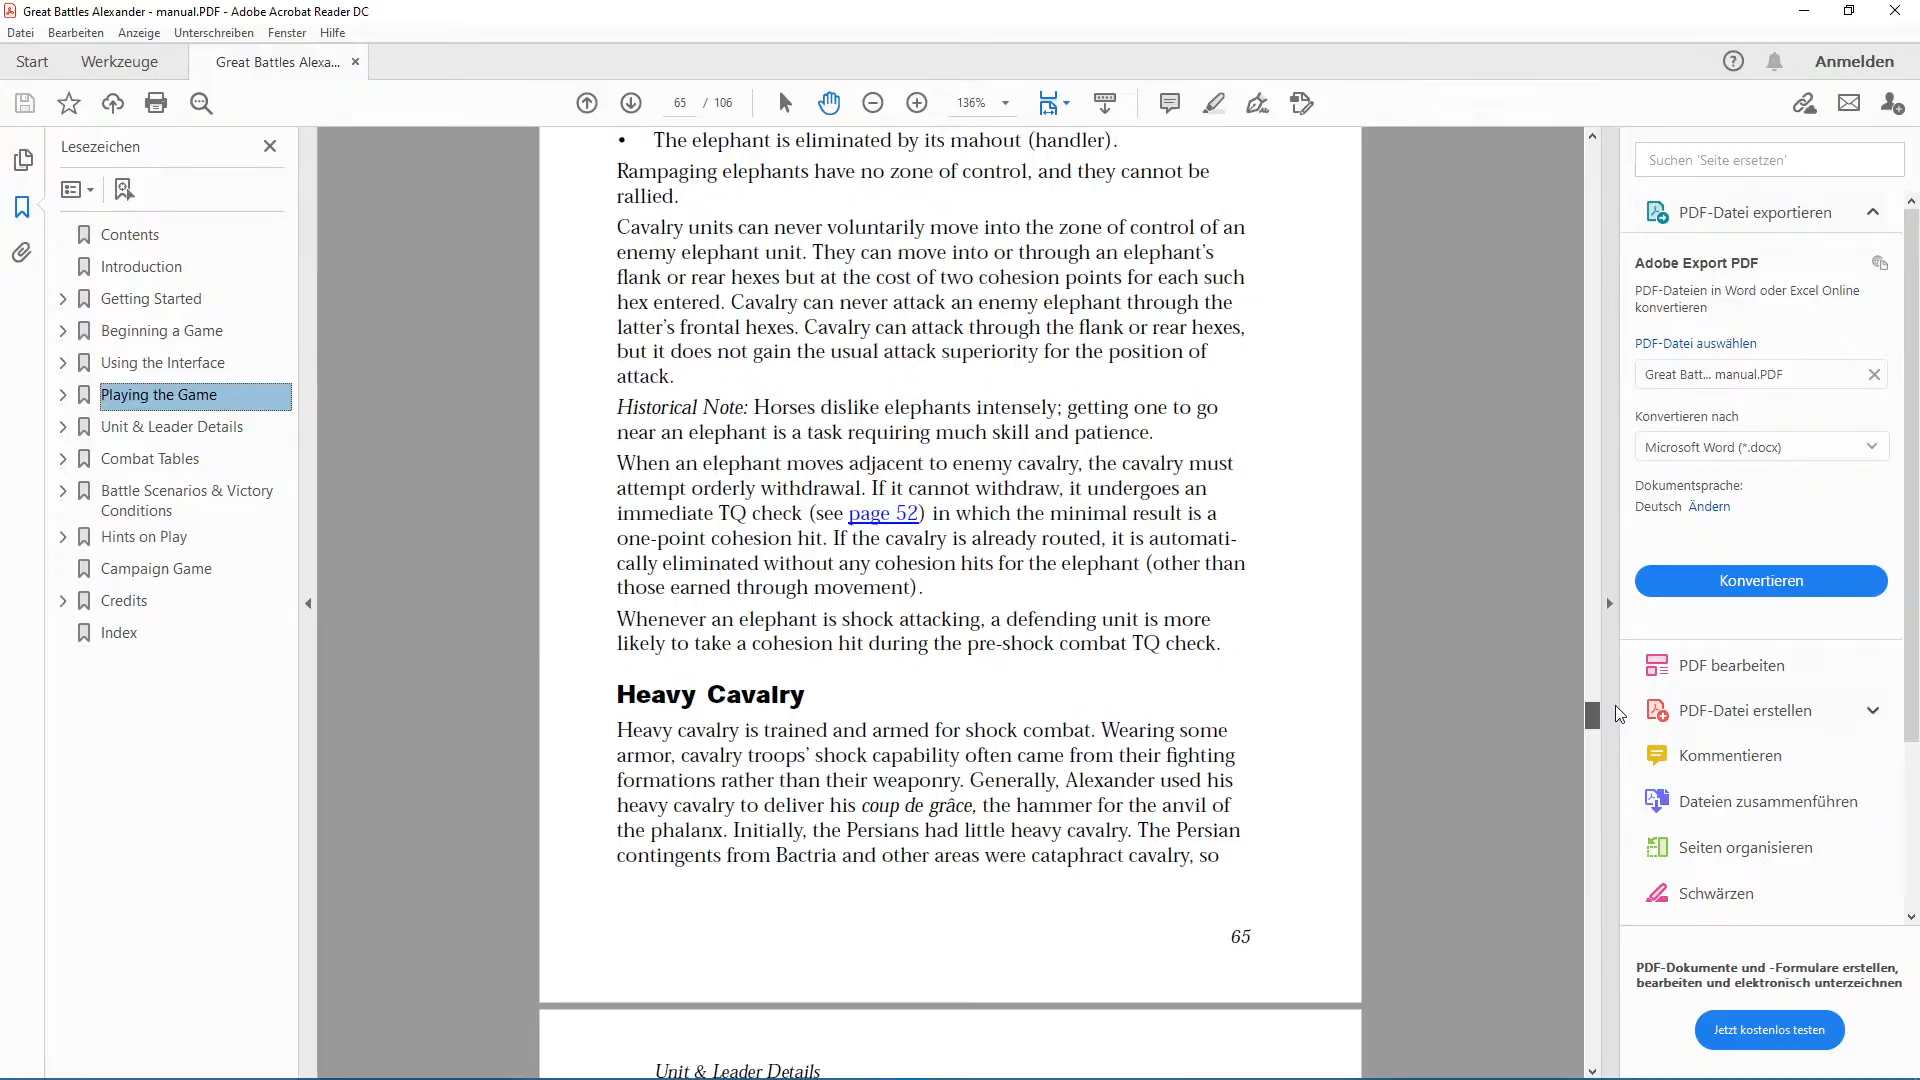 Great Battles Alexander - manual.PDF - Adobe Acrobat Reader DC
Datei Bearbeiten Anzeige Unterschreiben Fenster Hilfe
Start Werkzeuge Great Battles Alexa... Anmelden
65 / 106 136%
Lesezeichen
Contents
Introduction
Getting Started
Beginning a Game
Using the Interface
Playing the Game
Unit & Leader Details
Combat Tables
Battle Scenarios & Victory
Conditions
Hints on Play
Campaign Game
Credits
Index
• The elephant is eliminated by its mahout (handler).
Rampaging elephants have no zone of control, and they cannot be
rallied.
Cavalry units can never voluntarily move into the zone of control of an
enemy elephant unit. They can move into or through an elephant’s
flank or rear hexes but at the cost of two cohesion points for each such
hex entered. Cavalry can never attack an enemy elephant through the
latter’s frontal hexes. Cavalry can attack through the flank or rear hexes,
but it does not gain the usual attack superiority for the position of
attack.
Historical Note: Horses dislike elephants intensely; getting one to go
near an elephant is a task requiring much skill and patience.
When an elephant moves adjacent to enemy cavalry, the cavalry must
attempt orderly withdrawal. If it cannot withdraw, it undergoes an
immediate TQ check (see page 52) in which the minimal result is a
one-point cohesion hit. If the cavalry is already routed, it is automati-
cally eliminated without any cohesion hits for the elephant (other than
those earned through movement).
Whenever an elephant is shock attacking, a defending unit is more
likely to take a cohesion hit during the pre-shock combat TQ check.
Heavy Cavalry
Heavy cavalry is trained and armed for shock combat. Wearing some
armor, cavalry troops’ shock capability often came from their fighting
formations rather than their weaponry. Generally, Alexander used his
heavy cavalry to deliver his coup de grâce, the hammer for the anvil of
the phalanx. Initially, the Persians had little heavy cavalry. The Persian
contingents from Bactria and other areas were cataphract cavalry, so
65
Unit & Leader Details
Suchen 'Seite ersetzen'
PDF-Datei exportieren
Adobe Export PDF
PDF-Dateien in Word oder Excel Online
konvertieren
PDF-Datei auswählen
Great Batt... manual.PDF
Konvertieren nach
Microsoft Word (*.docx)
Dokumentsprache:
Deutsch Ändern
Konvertieren
PDF bearbeiten
PDF-Datei erstellen
Kommentieren
Dateien zusammenführen
Seiten organisieren
Schwärzen
PDF-Dokumente und -Formulare erstellen,
bearbeiten und elektronisch unterzeichnen
Jetzt kostenlos testen